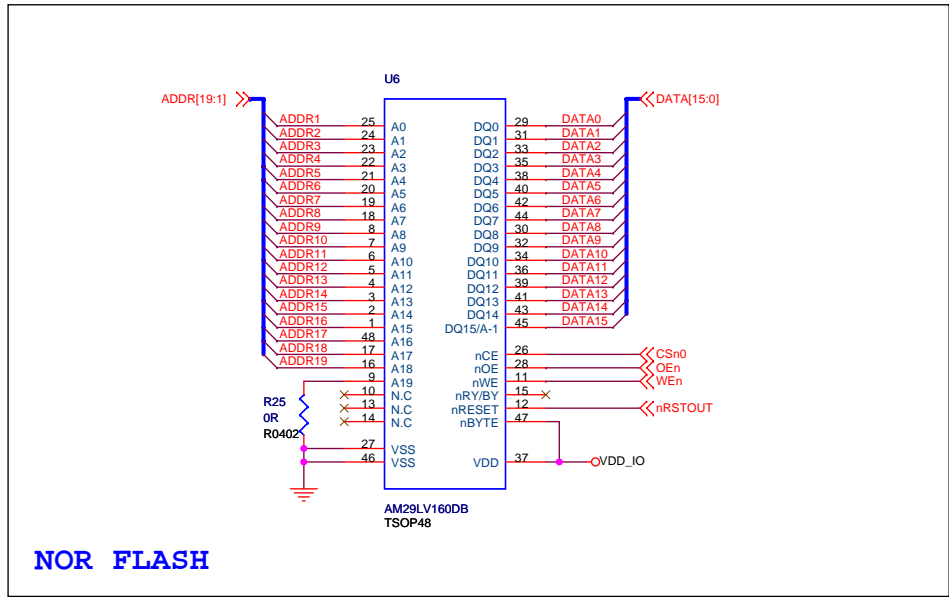 U6
ADDR[19:1] DATA[15:0]
ADDR1 25 A0 DQ0 29 DATA0
ADDR2 24 A1 DQ1 31 DATA1
ADDR3 23 A2 DQ2 33 DATA2
ADDR4 22 A3 DQ3 35 DATA3
ADDR5 21 A4 DQ4 38 DATA4
ADDR6 20 A5 DQ5 40 DATA5
ADDR7 19 A6 DQ6 42 DATA6
ADDR8 18 A7 DQ7 44 DATA7
ADDR9 8 A8 DQ8 30 DATA8
ADDR10 7 A9 DQ9 32 DATA9
ADDR11 6 A10 DQ10 34 DATA10
ADDR12 5 A11 DQ11 36 DATA11
ADDR13 4 A12 DQ12 39 DATA12
ADDR14 3 A13 DQ13 41 DATA13
ADDR15 2 A14 DQ14 43 DATA14
ADDR16 1 A15 DQ15/A-1 45 DATA15
ADDR17 48 A16
ADDR18 17 A17 nCE 26 CSn0
ADDR19 16 A18 nOE 28 OEn
9 A19 nWE 11 WEn
10 N.C nRY/BY 15
R25 13 N.C nRESET 12 nRSTOUT
0R 14 N.C nBYTE 47
R0402
27 VSS
46 VSS VDD 37 VDD_IO
AM29LV160DB
TSOP48
NOR FLASH